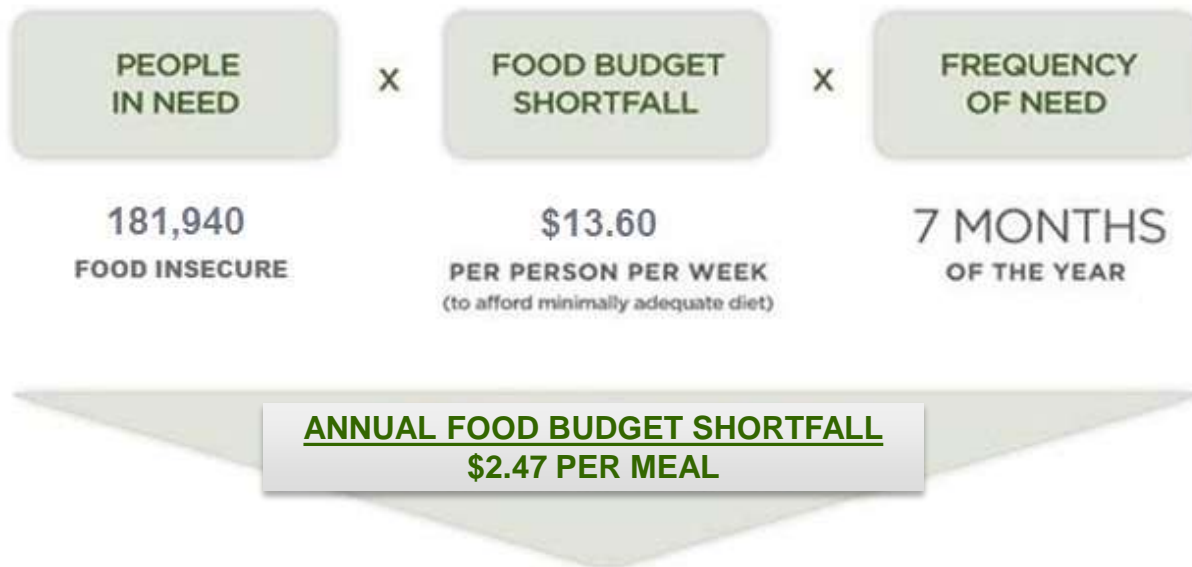 PEOPLE
IN NEED
X
FOOD BUDGET
SHORTFALL
X
FREQUENCY
OF NEED
181,940
FOOD INSECURE
$13.60
PER PERSON PER WEEK
(to afford minimally adequate diet)
7 MONTHS
OF THE YEAR
ANNUAL FOOD BUDGET SHORTFALL
$2.47 PER MEAL